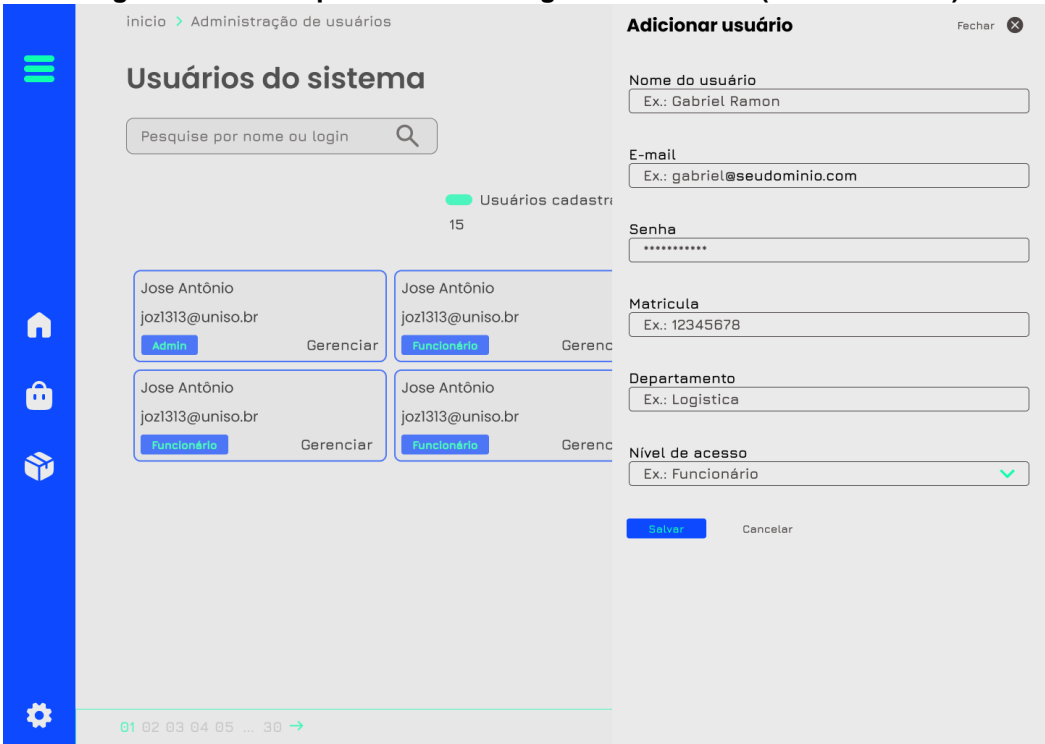 inicio > Administração de usuários
Usuários do sistema
Pesquise por nome ou login
Usuários cadastra
15
Jose Antônio
joz1313@uniso.br
Admin Gerenciar
Jose Antônio
joz1313@uniso.br
Funcionério Gerenc
Jose Antônio
joz1313@uniso.br
Funcionério Gerenciar
Jose Antônio
joz1313@uniso.br
Funcionério Gerenc
01 02 03 04 05 ... 30 →
Adicionar usuário
Fechar
Nome do usuário
Ex.: Gabriel Ramon
E-mail
Ex.: gabriel@seudominio.com
Senha
***********
Matricula
Ex.: 12345678
Departamento
Ex.: Logistica
Nível de acesso
Ex.: Funcionário
Salvar Cancelar